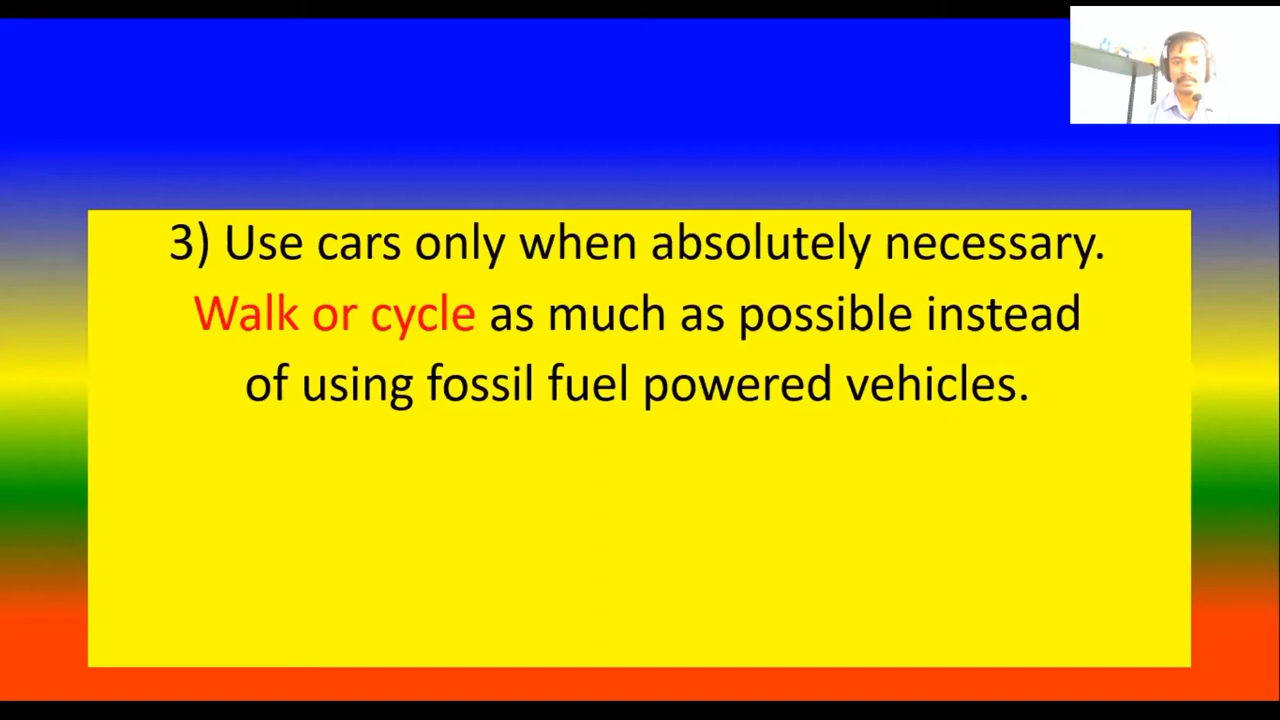 3) Use cars only when absolutely necessary.
Walk or cycle as much as possible instead
of using fossil fuel powered vehicles.